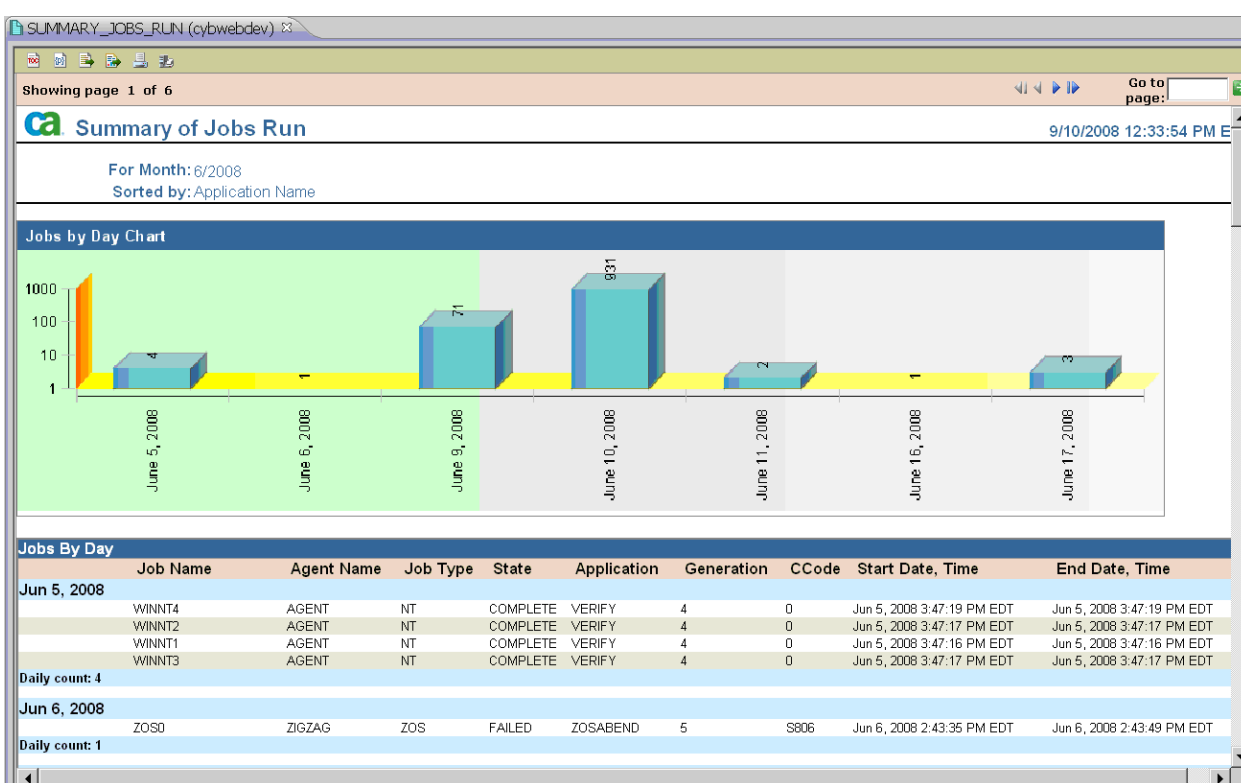 SUMMARY_JOBS_RUN (cybwebdev)
TOC
Showing page 1 of 6
Go to page:
ca Summary of Jobs Run
9/10/2008 12:33:54 PM E
For Month: 6/2008
Sorted by: Application Name
Jobs by Day Chart
1000
100
10
1
4
1
71
931
2
1
3
June 5, 2008
June 6, 2008
June 9, 2008
June 10, 2008
June 11, 2008
June 16, 2008
June 17, 2008
Jobs By Day
Job Name Agent Name Job Type State Application Generation CCode Start Date, Time End Date, Time
Jun 5, 2008
WINNT4 AGENT NT COMPLETE VERIFY 4 0 Jun 5, 2008 3:47:19 PM EDT Jun 5, 2008 3:47:19 PM EDT
WINNT2 AGENT NT COMPLETE VERIFY 4 0 Jun 5, 2008 3:47:17 PM EDT Jun 5, 2008 3:47:17 PM EDT
WINNT1 AGENT NT COMPLETE VERIFY 4 0 Jun 5, 2008 3:47:16 PM EDT Jun 5, 2008 3:47:16 PM EDT
WINNT3 AGENT NT COMPLETE VERIFY 4 0 Jun 5, 2008 3:47:17 PM EDT Jun 5, 2008 3:47:17 PM EDT
Daily count: 4
Jun 6, 2008
ZOS0 ZIGZAG ZOS FAILED ZOSABEND 5 S806 Jun 6, 2008 2:43:35 PM EDT Jun 6, 2008 2:43:49 PM EDT
Daily count: 1